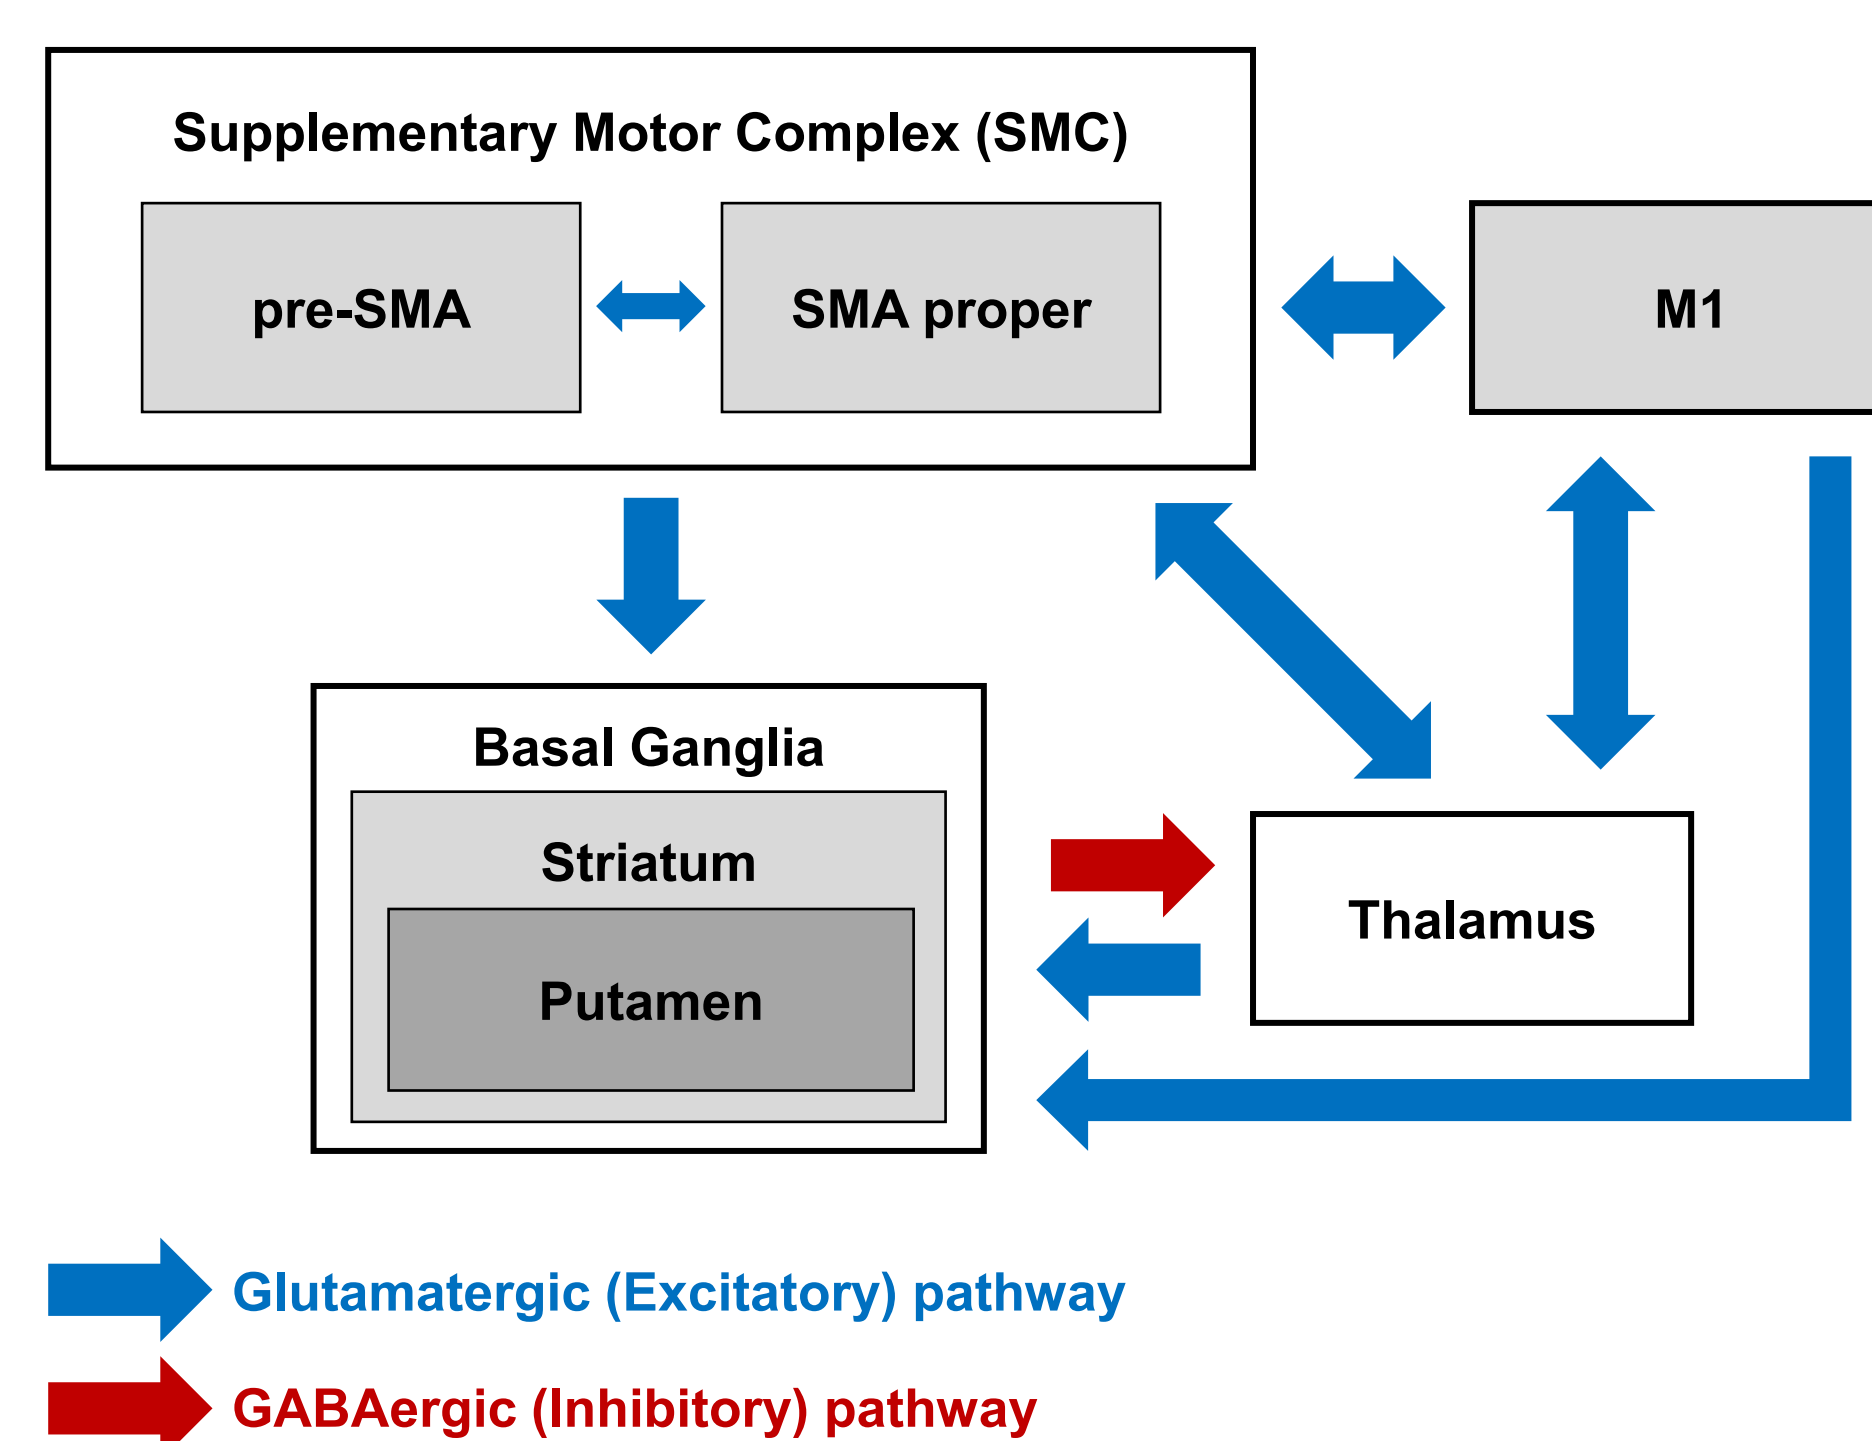 Supplementary Motor Complex (SMC)
pre-SMA
SMA proper
M1
Basal Ganglia
Striatum
Putamen
Thalamus
Glutamatergic (Excitatory) pathway
GABAergic (Inhibitory) pathway